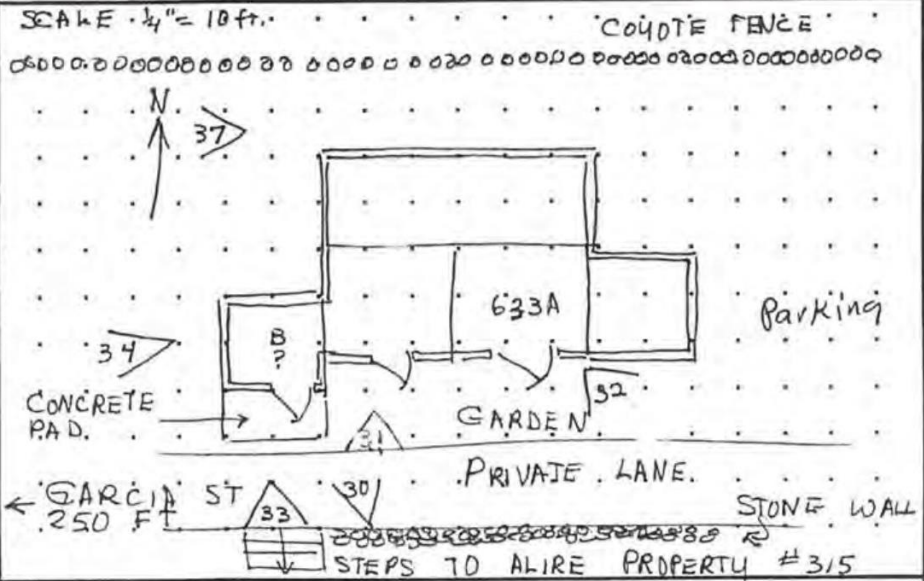 SCALE 1/4" = 10 ft.
COYOTE FENCE
N
37
633A
Parking
B
?
34
32
CONCRETE
PAD.
GARDEN
31
PRIVATE LANE.
← GARCIA ST
250 FT
33
30
STONE WALL
STEPS TO ALIRE PROPERTY #315